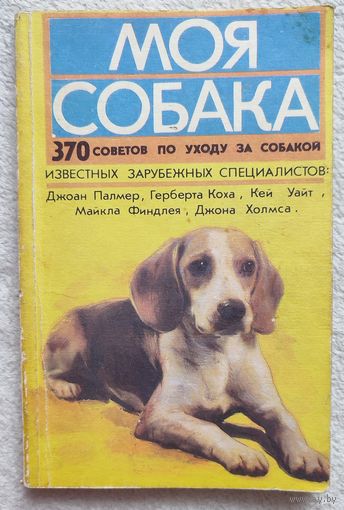 МОЯ
СОБАКА
370 СОВЕТОВ ПО УХОДУ ЗА СОБАКОЙ
ИЗВЕСТНЫХ ЗАРУБЕЖНЫХ СПЕЦИАЛИСТОВ:
Джоан Палмер, Герберта Коха, Кей Уайт,
Майкла Финдлея, Джона Холмса.